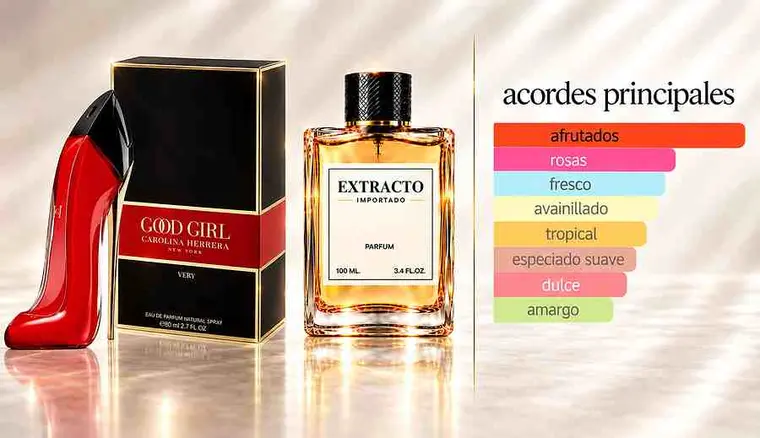 GOOD GIRL
CAROLINA HERRERA
NEW YORK
VERY
EAU DE PARFUM NATURAL SPRAY
℮80 ml 2.7 FL OZ
EXTRACTO
IMPORTADO
PARFUM
100 ML.
3.4 FL.OZ.
acordes principales
afrutados
rosas
fresco
avainillado
tropical
especiado suave
dulce
amargo